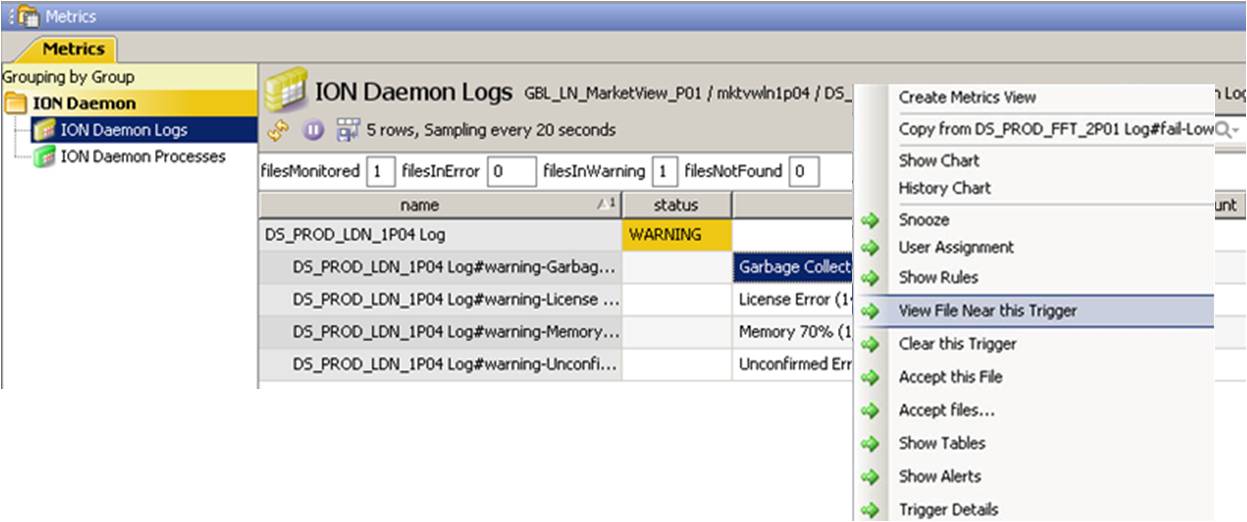 Metrics
Metrics
Grouping by Group
ION Daemon
ION Daemon Logs
ION Daemon Processes
ION Daemon Logs GBL_LN_MarketView_P01 / mktvwln1p04 / DS_
5 rows, Sampling every 20 seconds
filesMonitored 1 filesInError 0 filesInWarning 1 filesNotFound 0
name 1 status
DS_PROD_LDN_1P04 Log WARNING
DS_PROD_LDN_1P04 Log#warning-Garbag... Garbage Collect
DS_PROD_LDN_1P04 Log#warning-License ... License Error (1
DS_PROD_LDN_1P04 Log#warning-Memory... Memory 70% (1
DS_PROD_LDN_1P04 Log#warning-Unconfi... Unconfirmed Err
Create Metrics View
Copy from DS_PROD_FFT_2P01 Log#fail-Low
Show Chart
History Chart
Snooze
User Assignment
Show Rules
View File Near this Trigger
Clear this Trigger
Accept this File
Accept files...
Show Tables
Show Alerts
Trigger Details